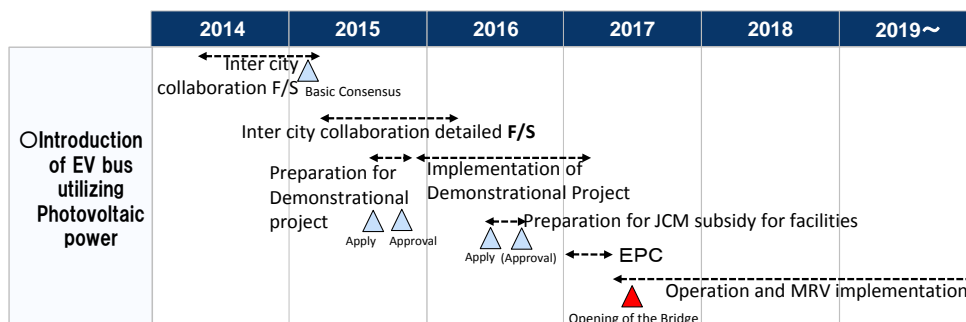 2014 2015 2016 2017 2018 2019～
○Introduction
of EV bus
utilizing
Photovoltaic
power
Inter city
collaboration F/S
Basic Consensus
Inter city collaboration detailed F/S
Preparation for
Demonstrational
project
Implementation of
Demonstrational Project
Apply Approval
Preparation for JCM subsidy for facilities
Apply (Approval)
EPC
Operation and MRV implementation
Opening of the Bridge